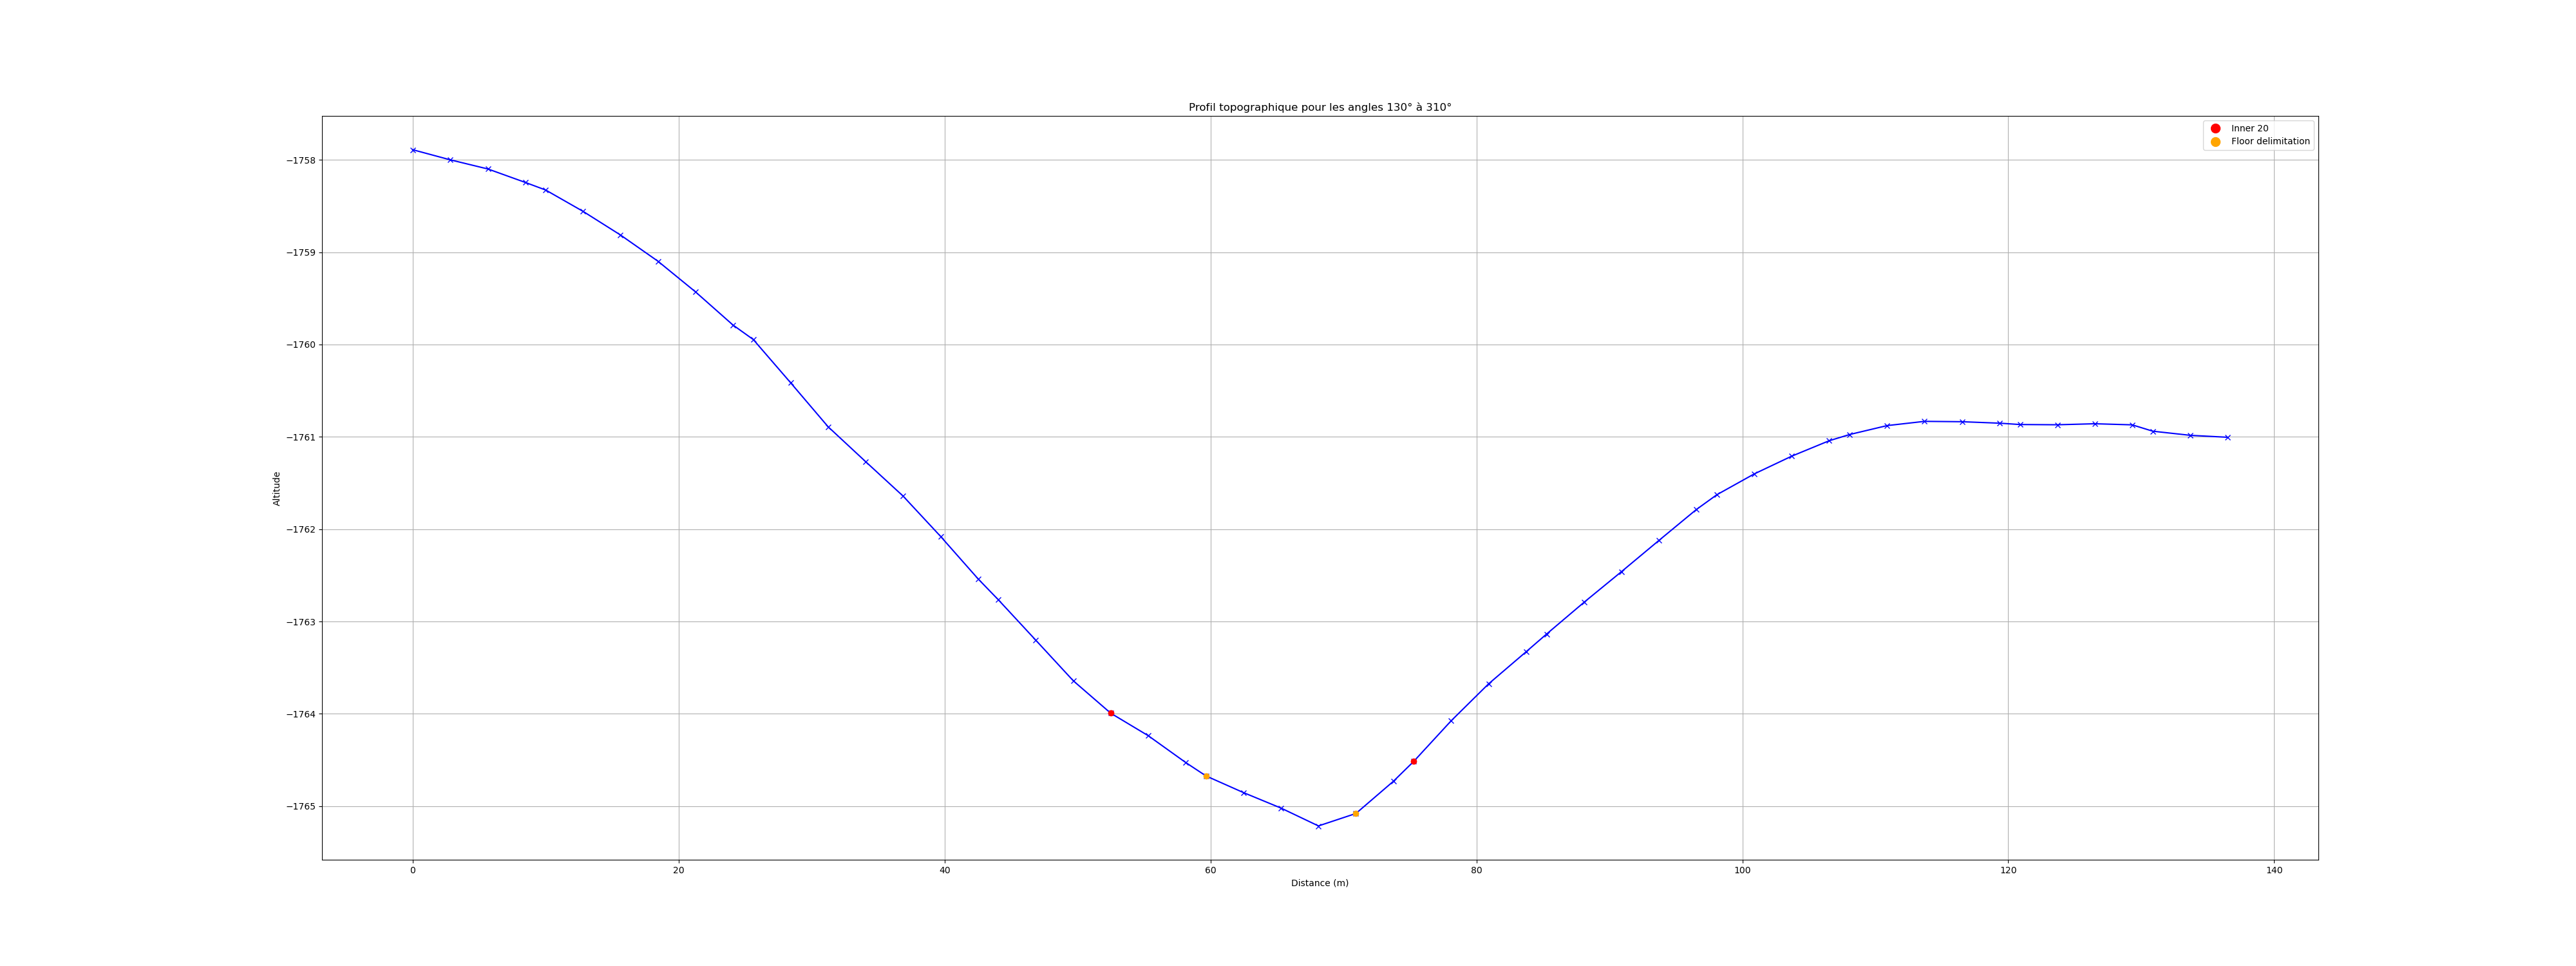 Profil topographique pour les angles 130° à 310°
Inner 20
Floor delimitation
−1758
−1759
−1760
−1761
−1762
−1763
−1764
−1765
Altitude
0 20 40 60 80 100 120 140
Distance (m)